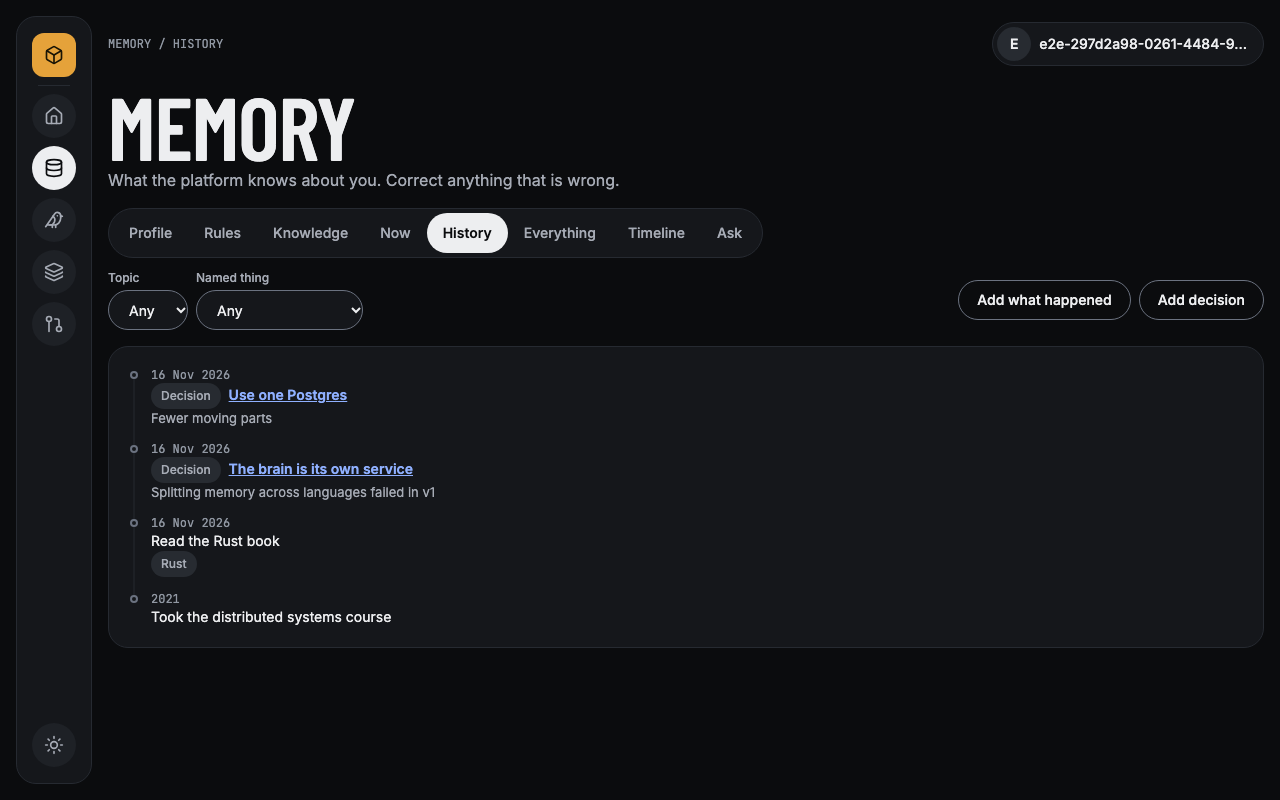 MEMORY / HISTORY
E e2e-297d2a98-0261-4484-9...
MEMORY
What the platform knows about you. Correct anything that is wrong.
Profile Rules Knowledge Now History Everything Timeline Ask
Topic Named thing
Any Any Add what happened Add decision
16 Nov 2026
Decision Use one Postgres
Fewer moving parts
16 Nov 2026
Decision The brain is its own service
Splitting memory across languages failed in v1
16 Nov 2026
Read the Rust book
Rust
2021
Took the distributed systems course